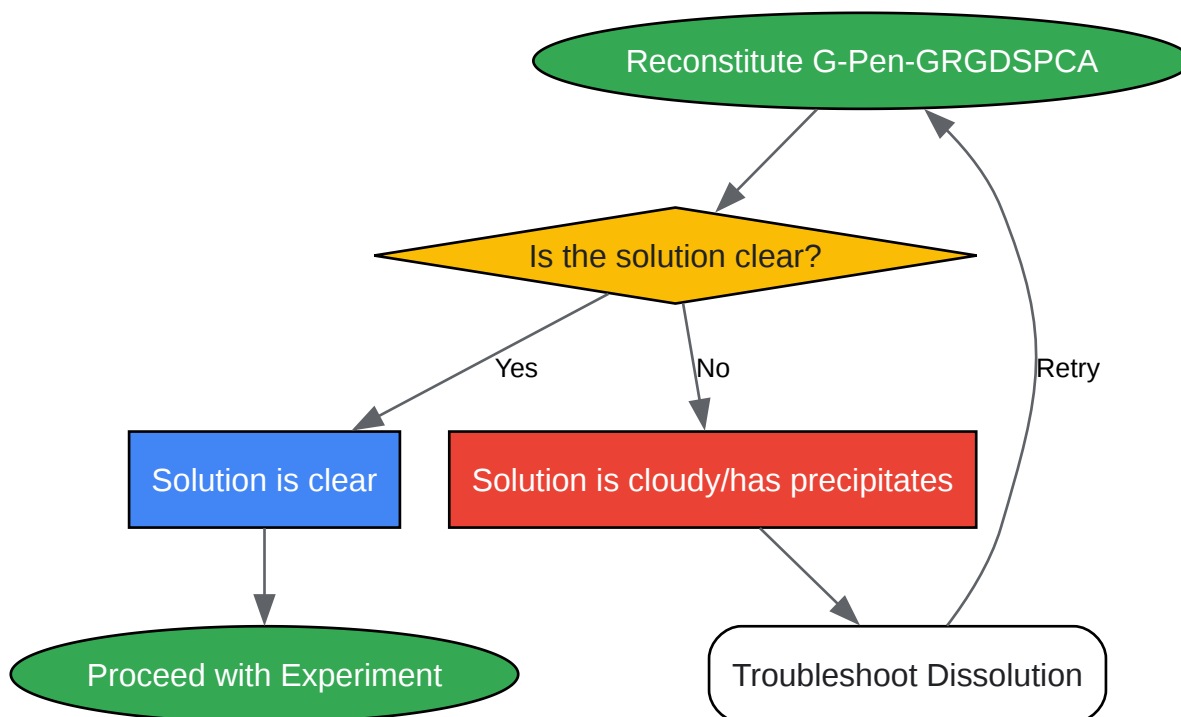 Reconstitute G-Pen-GRGDSPCA
Is the solution clear?
Yes
No
Retry
Solution is clear
Solution is cloudy/has precipitates
Proceed with Experiment
Troubleshoot Dissolution